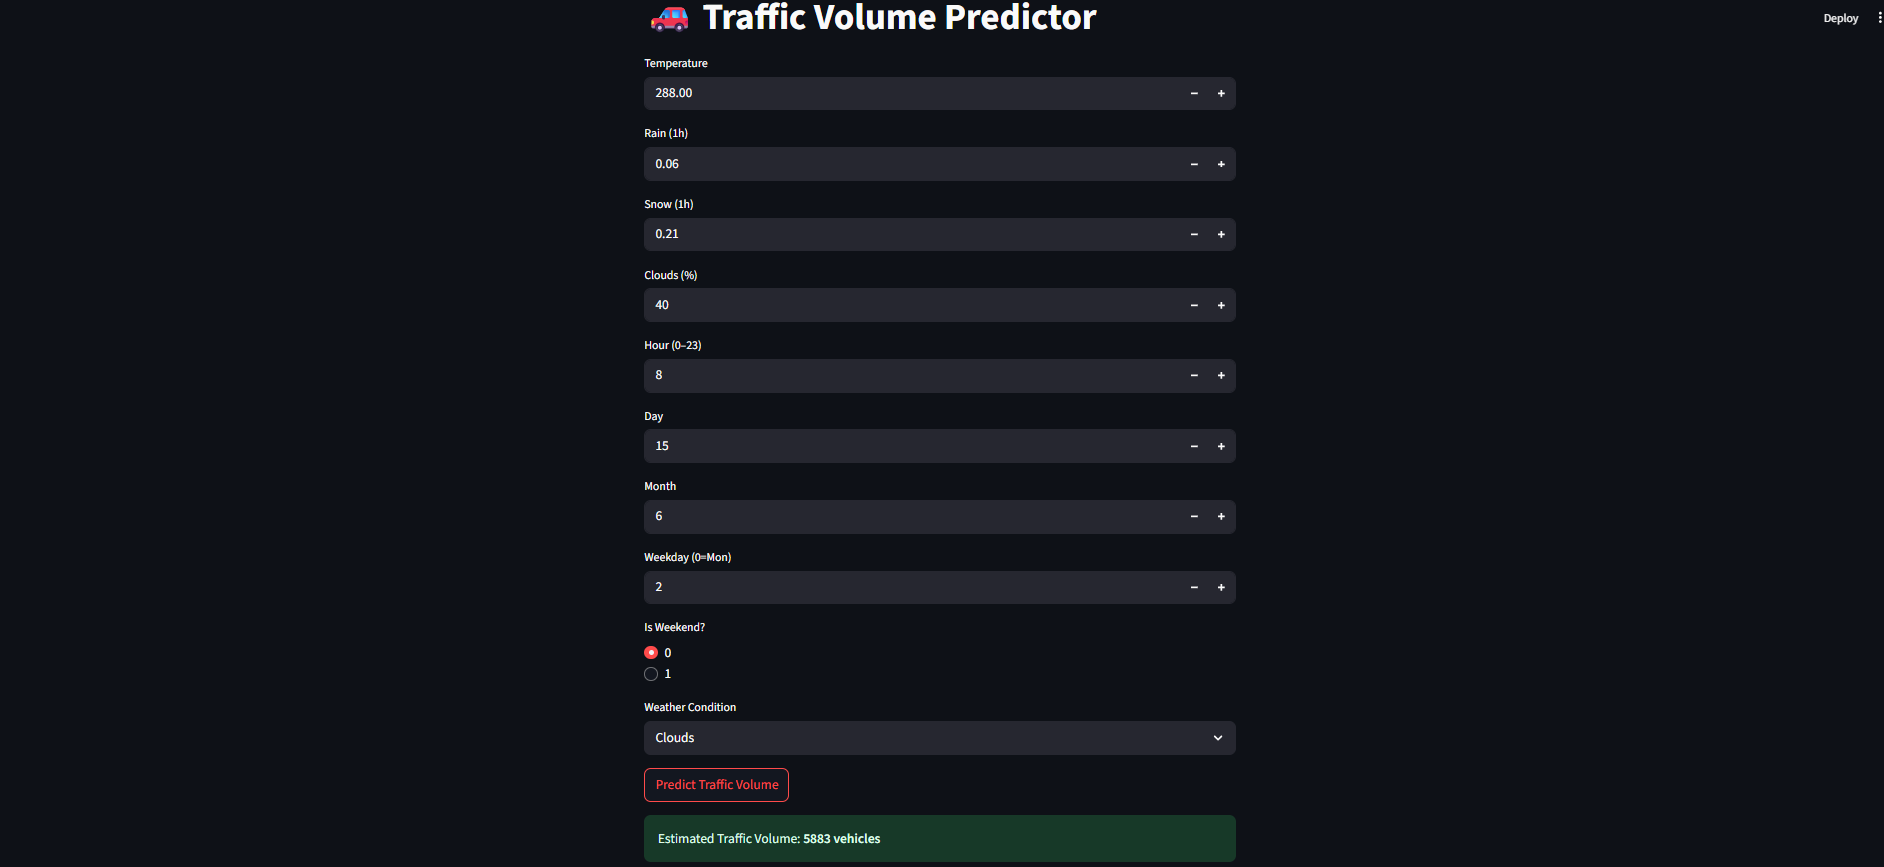 Traffic Volume Predictor
Deploy
Temperature
288.00
Rain (1h)
0.06
Snow (1h)
0.21
Clouds (%)
40
Hour (0–23)
8
Day
15
Month
6
Weekday (0=Mon)
2
Is Weekend?
0
1
Weather Condition
Clouds
Predict Traffic Volume
Estimated Traffic Volume: 5883 vehicles